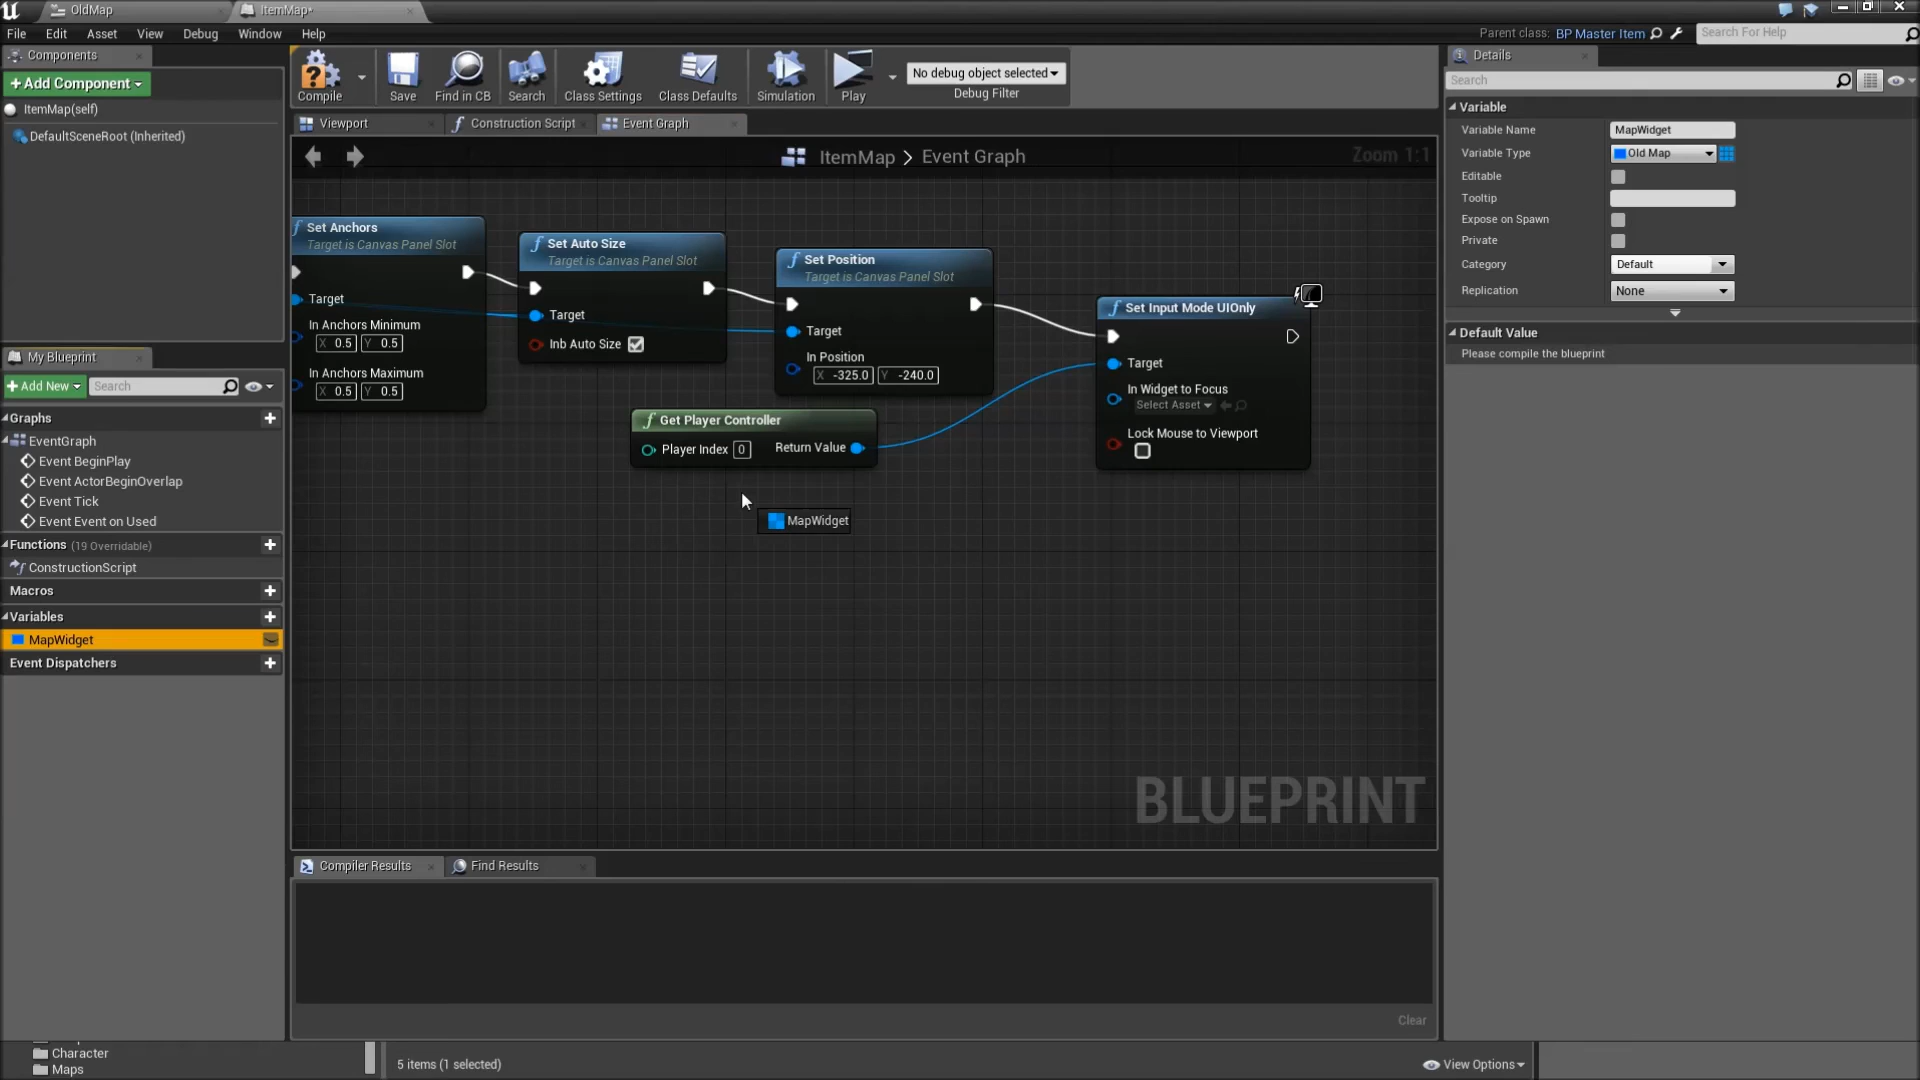 OldMap
ItemMap*
File
Edit
Asset
View
Debug
Window
Help
Parent class: BP Master Item
Search For Help
Components
+Add Component
ItemMap(self)
DefaultSceneRoot (Inherited)
Compile
Save
Find in CB
Search
Class Settings
Class Defaults
Simulation
Play
No debug object selected
Debug Filter
Viewport
Construction Script
Event Graph
ItemMap > Event Graph
Zoom 1:1
Set Anchors
Target is Canvas Panel Slot
Target
In Anchors Minimum
X 0.5 Y 0.5
In Anchors Maximum
X 0.5 Y 0.5
Set Auto Size
Target is Canvas Panel Slot
Target
Inb Auto Size
Set Position
Target is Canvas Panel Slot
Target
In Position
X -325.0 Y -240.0
Set Input Mode UIOnly
Target
In Widget to Focus
Select Asset
Lock Mouse to Viewport
Get Player Controller
Player Index 0
Return Value
MapWidget
BLUEPRINT
My Blueprint
+Add New
Search
Graphs
EventGraph
Event BeginPlay
Event ActorBeginOverlap
Event Tick
Event Event on Used
Functions (19 Overridable)
ConstructionScript
Macros
Variables
MapWidget
Event Dispatchers
Compiler Results
Find Results
Clear
Details
Search
Variable
Variable Name
MapWidget
Variable Type
Old Map
Editable
Tooltip
Expose on Spawn
Private
Category
Default
Replication
None
Default Value
Please compile the blueprint
Character
Maps
5 items (1 selected)
View Options